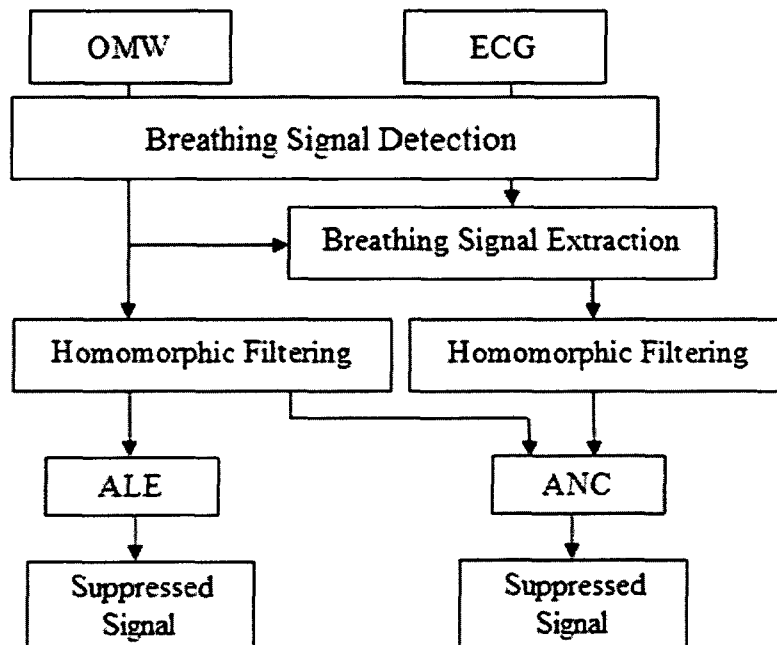 OMW
ECG
Breathing Signal Detection
Breathing Signal Extraction
Homomorphic Filtering
Homomorphic Filtering
ALE
ANC
Suppressed
Signal
Suppressed
Signal